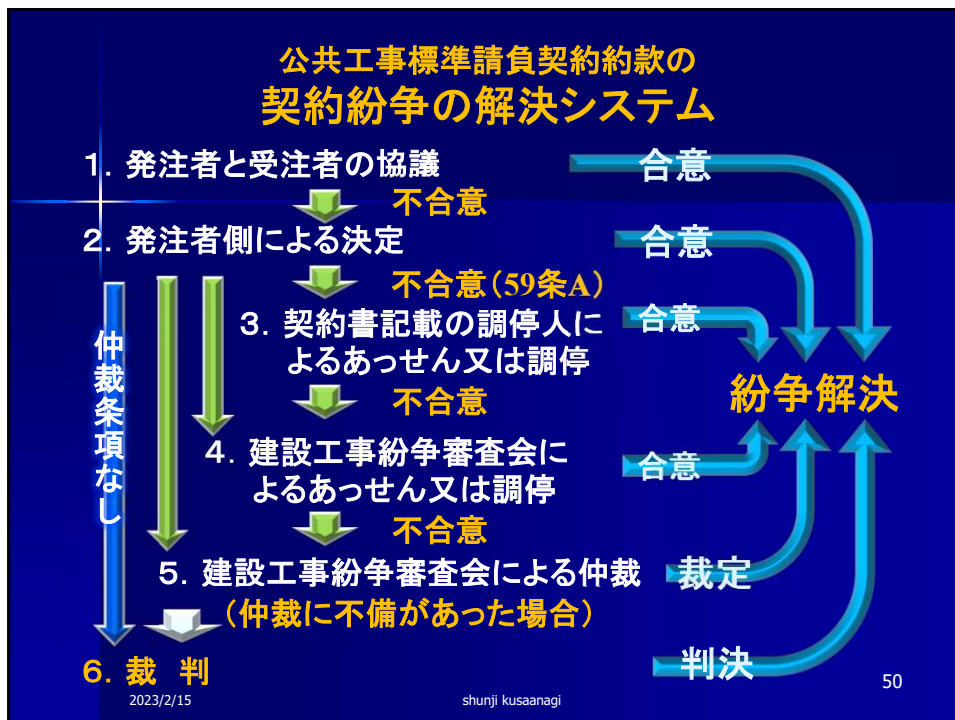 公共工事標準請負契約約款の
契約紛争の解決システム
１．発注者と受注者の協議
合意
不合意
２．発注者側による決定
合意
不合意（59条A）
３．契約書記載の調停人に
よるあっせん又は調停
合意
仲裁条項なし
紛争解決
不合意
４．建設工事紛争審査会に
よるあっせん又は調停
合意
不合意
５．建設工事紛争審査会による仲裁
裁定
（仲裁に不備があった場合）
６．裁　判
判決
2023/2/15
shunji kusaanagi
50